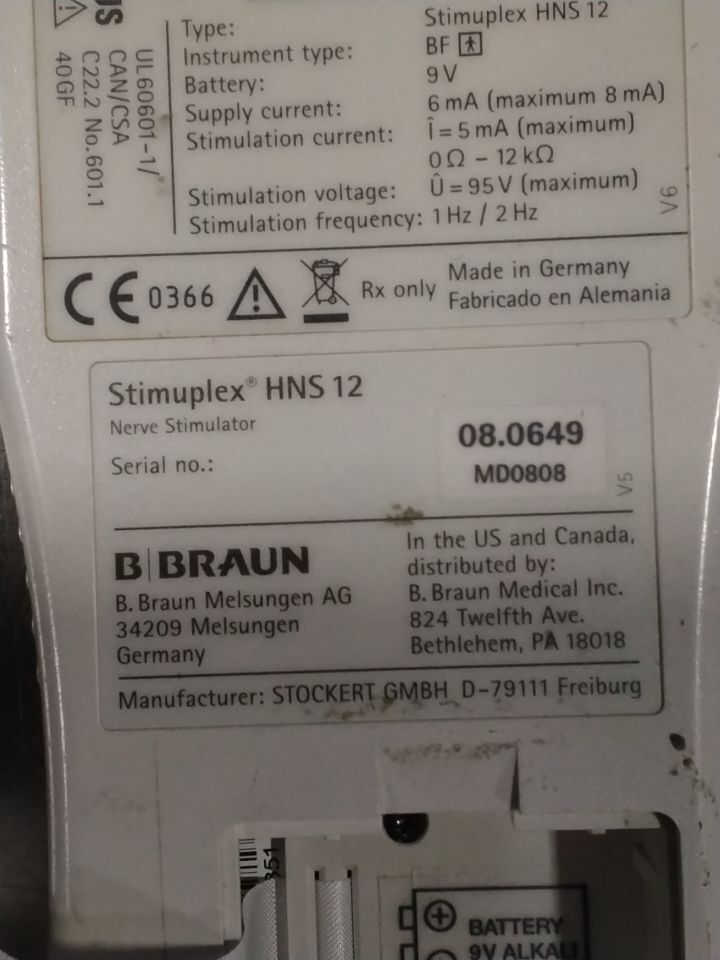 Type: Stimuplex HNS 12
Instrument type: BF
Battery: 9 V
Supply current: 6 mA (maximum 8 mA)
Stimulation current: Î = 5 mA (maximum)
0 Ω – 12 kΩ
Stimulation voltage: Û = 95 V (maximum)
Stimulation frequency: 1 Hz / 2 Hz
V6
US
UL60601-1/
CAN/CSA
C22.2 No.601.1
40GF
CE 0366
Rx only
Made in Germany
Fabricado en Alemania
Stimuplex® HNS 12
Nerve Stimulator
Serial no.:
08.0649
MD0808
V5
B|BRAUN
B. Braun Melsungen AG
34209 Melsungen
Germany
In the US and Canada,
distributed by:
B. Braun Medical Inc.
824 Twelfth Ave.
Bethlehem, PA 18018
Manufacturer: STOCKERT GMBH D-79111 Freiburg
BATTERY
9V